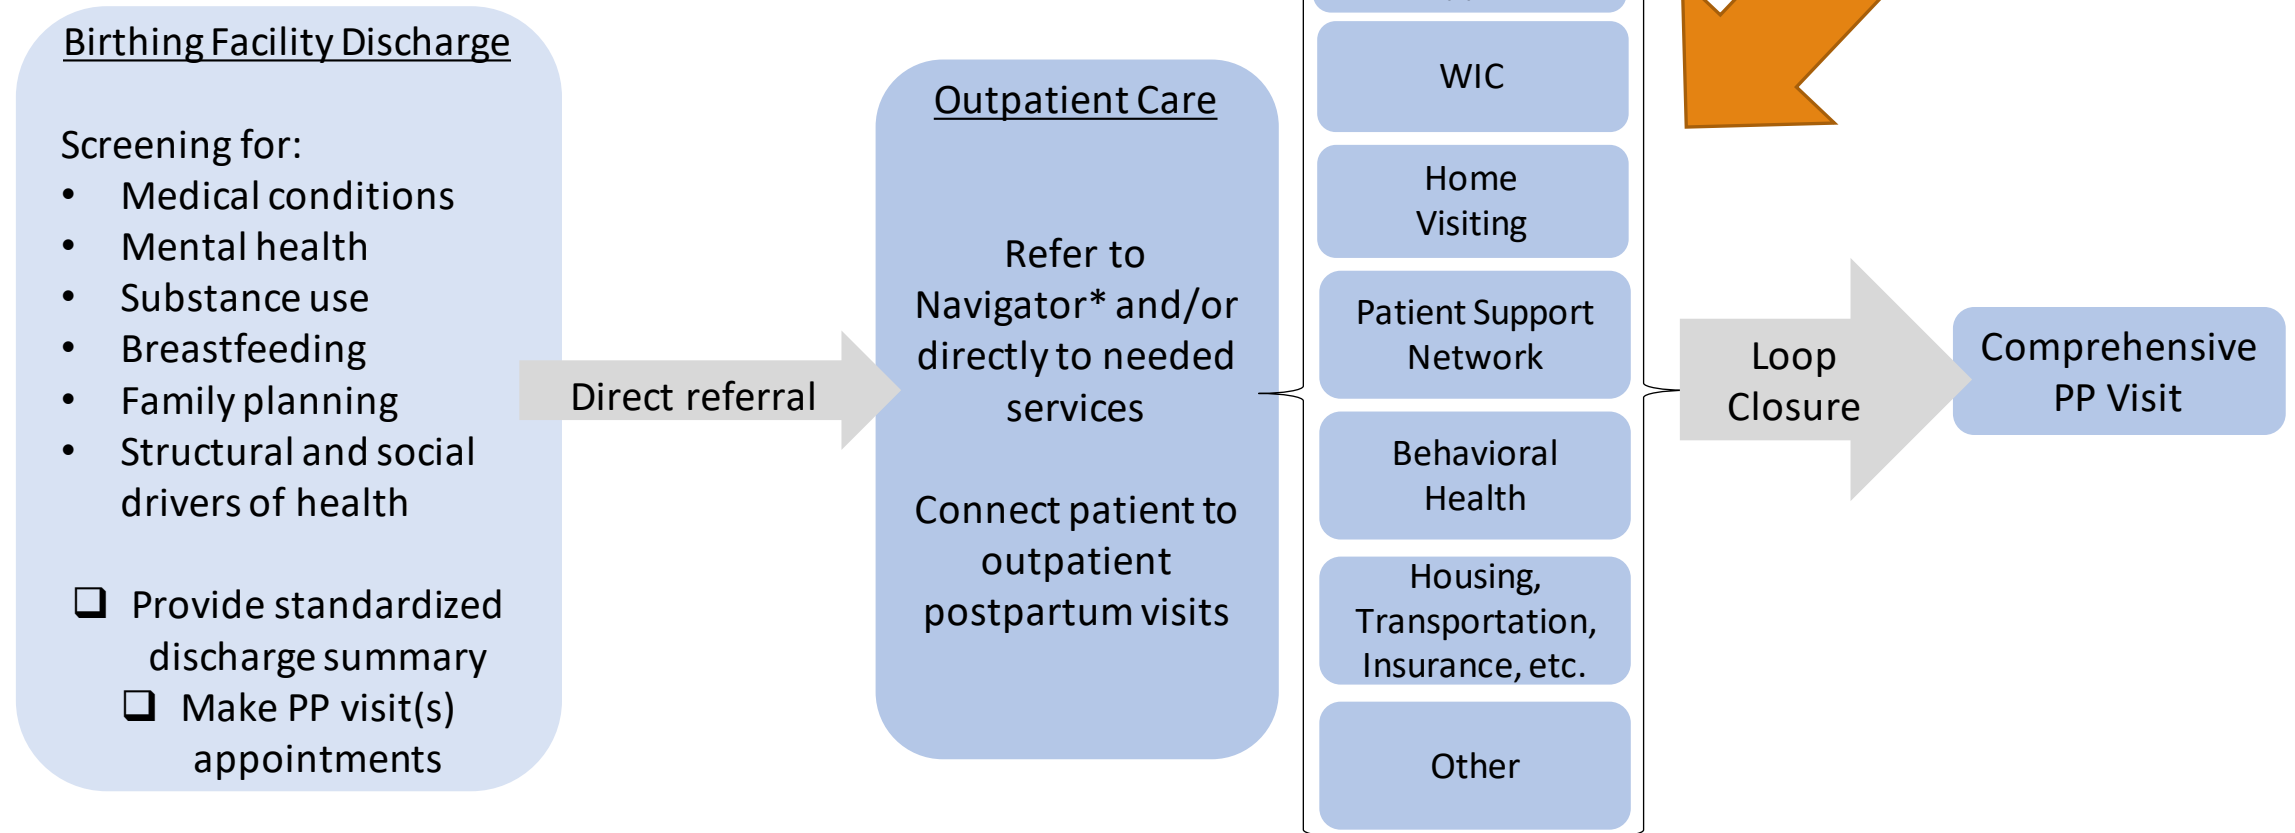 Birthing Facility Discharge
Screening for:
• Medical conditions
• Mental health
• Substance use
• Breastfeeding
• Family planning
• Structural and social
drivers of health
❑ Provide standardized
discharge summary
❑ Make PP visit(s)
appointments
Direct referral
Outpatient Care
Refer to
Navigator* and/or
directly to needed
services
Connect patient to
outpatient
postpartum visits
WIC
Home
Visiting
Patient Support
Network
Behavioral
Health
Housing,
Transportation,
Insurance, etc.
Other
Loop
Closure
Comprehensive
PP Visit